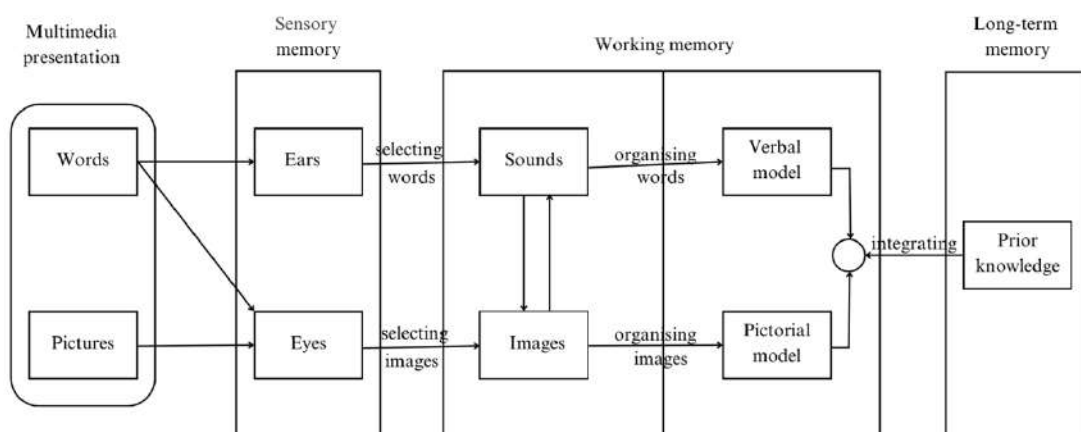 Multimedia
presentation
Sensory
memory
Working memory
Long-term
memory
Words
Ears
selecting
words
Sounds
organising
words
Verbal
model
integrating
Prior
knowledge
Pictures
Eyes
selecting
images
Images
organising
images
Pictorial
model